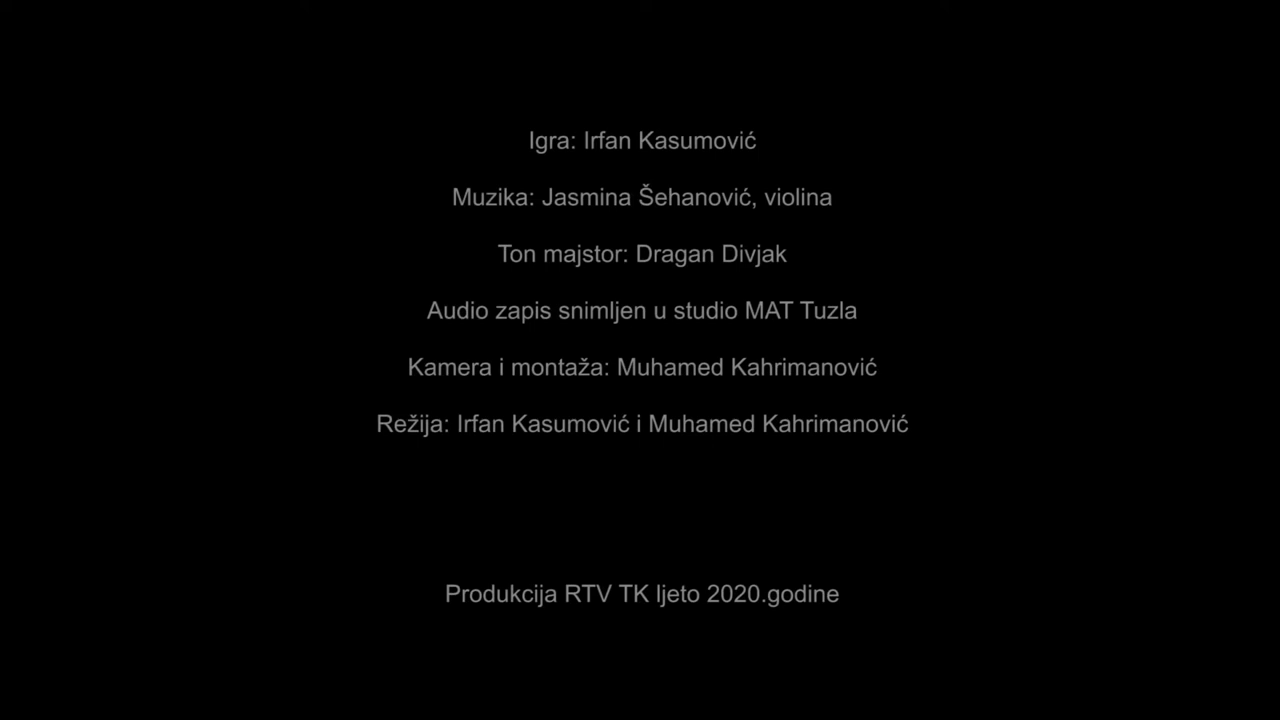 Igra: Irfan Kasumović
Muzika: Jasmina Šehanović, violina
Ton majstor: Dragan Divjak
Audio zapis snimljen u studio MAT Tuzla
Kamera i montaža: Muhamed Kahrimanović
Režija: Irfan Kasumović i Muhamed Kahrimanović
Produkcija RTV TK ljeto 2020.godine